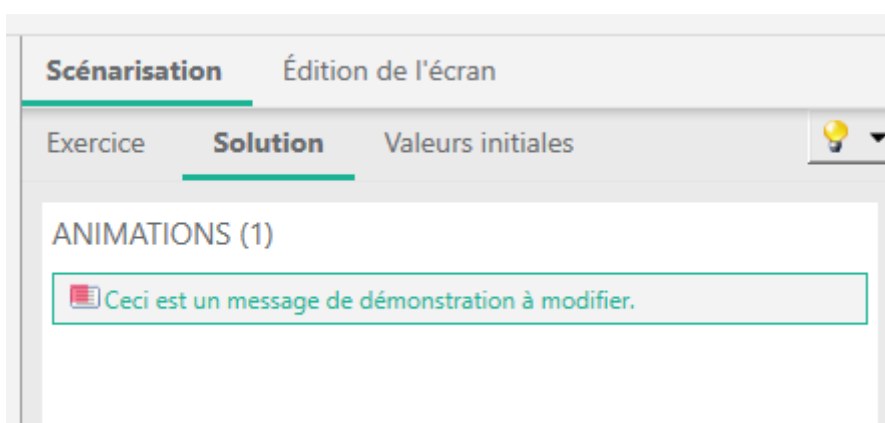 Scénarisation Édition de l'écran
Exercice Solution Valeurs initiales
ANIMATIONS (1)
Ceci est un message de démonstration à modifier.